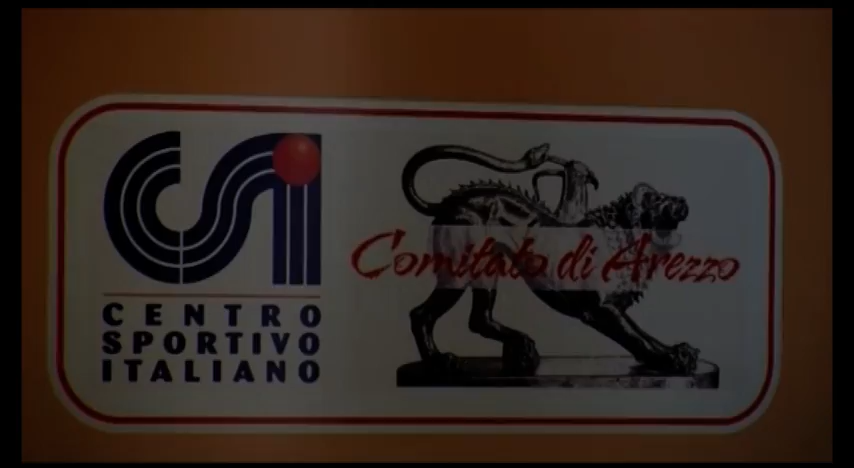 CSI
CENTRO
SPORTIVO
ITALIANO
Comitato di Arezzo